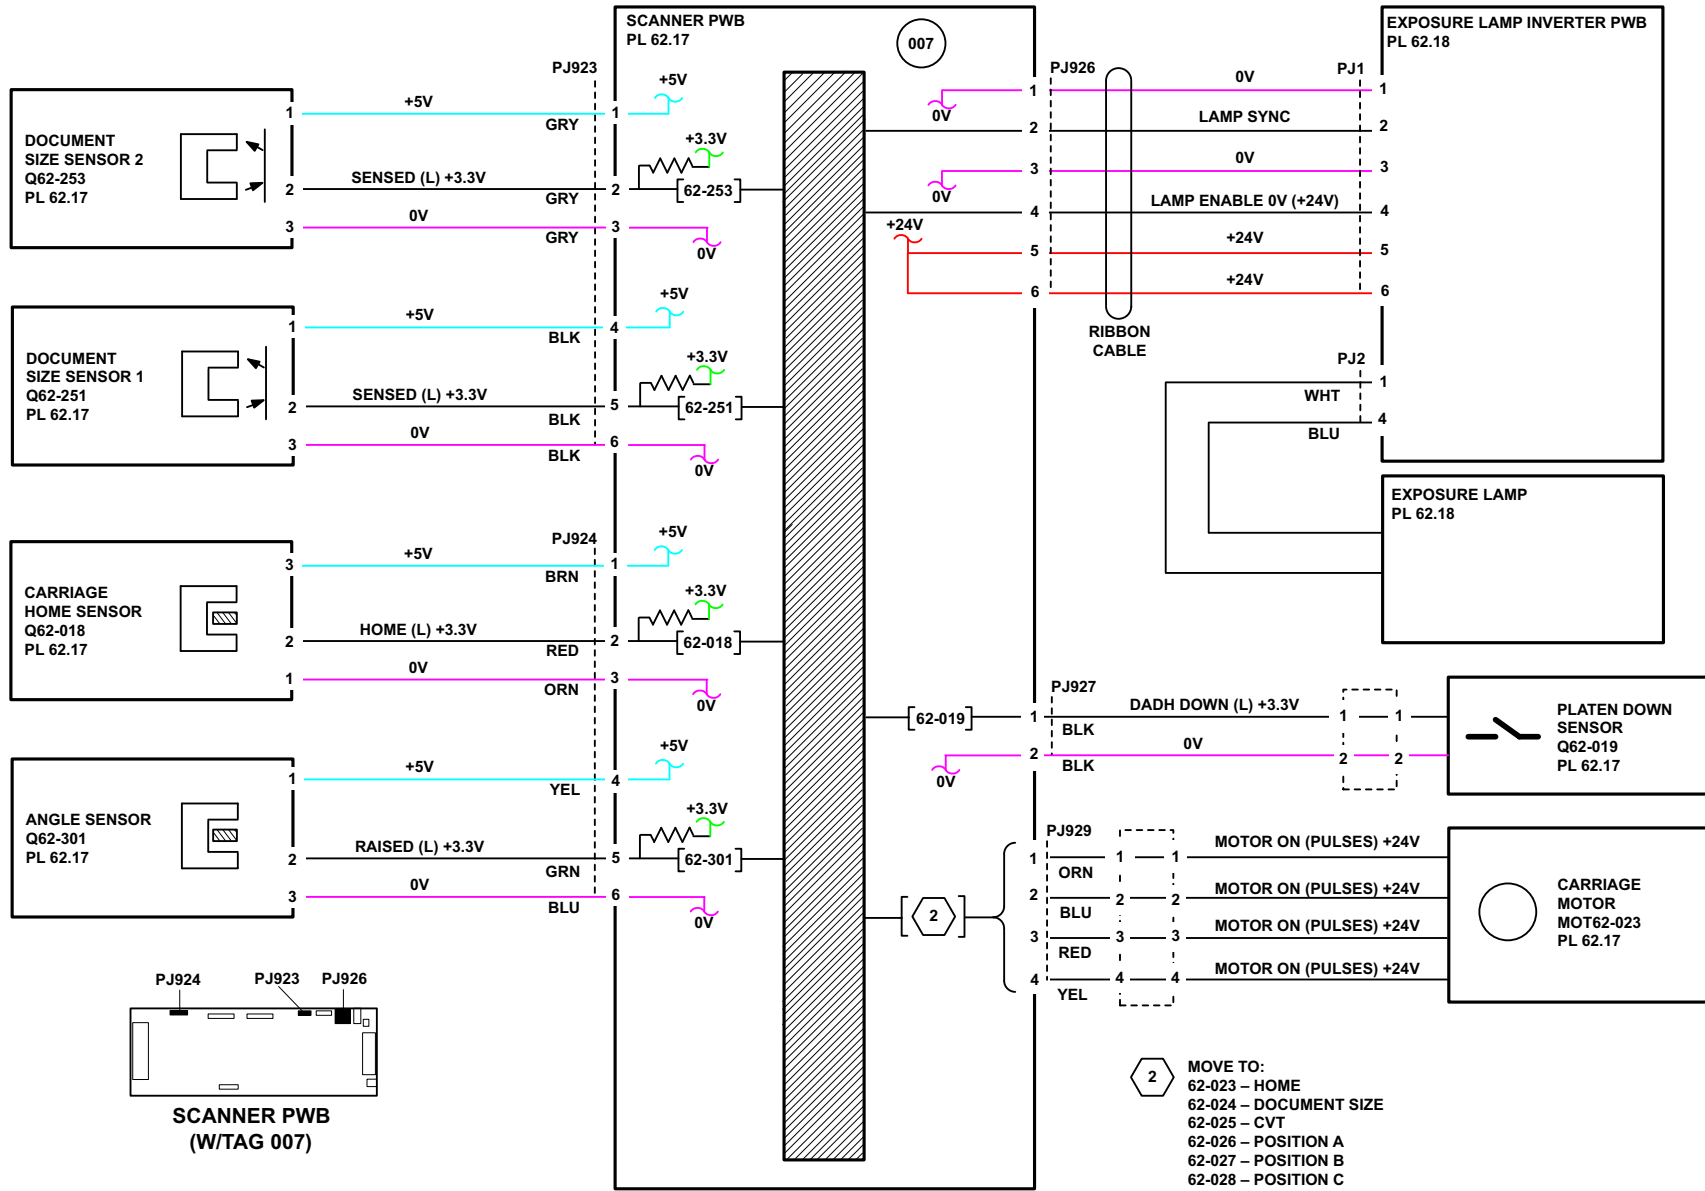 SCANNER PWB
PL 62.17
007
PJ923
+5V
+5V
1
1
GRY
DOCUMENT
SIZE SENSOR 2
Q62-253
PL 62.17
+3.3V
SENSED (L) +3.3V
2
2
62-253
GRY
0V
3
3
GRY
0V
+5V
+5V
1
4
BLK
DOCUMENT
SIZE SENSOR 1
Q62-251
PL 62.17
+3.3V
SENSED (L) +3.3V
2
5
62-251
BLK
0V
3
6
BLK
0V
PJ924
+5V
+5V
3
1
BRN
CARRIAGE
HOME SENSOR
Q62-018
PL 62.17
+3.3V
HOME (L) +3.3V
2
2
62-018
RED
0V
1
3
ORN
0V
+5V
+5V
1
4
YEL
ANGLE SENSOR
Q62-301
PL 62.17
+3.3V
RAISED (L) +3.3V
2
5
62-301
GRN
0V
3
6
BLU
0V
EXPOSURE LAMP INVERTER PWB
PL 62.18
PJ926
PJ1
0V
1
1
0V
LAMP SYNC
2
2
0V
3
3
0V
LAMP ENABLE 0V (+24V)
4
4
+24V
+24V
5
5
+24V
6
6
RIBBON
CABLE
PJ2
1
WHT
4
BLU
EXPOSURE LAMP
PL 62.18
PJ927
62-019
1
DADH DOWN (L) +3.3V
1
1
BLK
2
0V
2
2
BLK
0V
PLATEN DOWN
SENSOR
Q62-019
PL 62.17
PJ929
MOTOR ON (PULSES) +24V
1
1
1
ORN
MOTOR ON (PULSES) +24V
2
2
2
BLU
MOTOR ON (PULSES) +24V
3
3
3
RED
MOTOR ON (PULSES) +24V
4
4
4
YEL
2
CARRIAGE
MOTOR
MOT62-023
PL 62.17
PJ924
PJ923
PJ926
SCANNER PWB
(W/TAG 007)
2
MOVE TO:
62-023 – HOME
62-024 – DOCUMENT SIZE
62-025 – CVT
62-026 – POSITION A
62-027 – POSITION B
62-028 – POSITION C